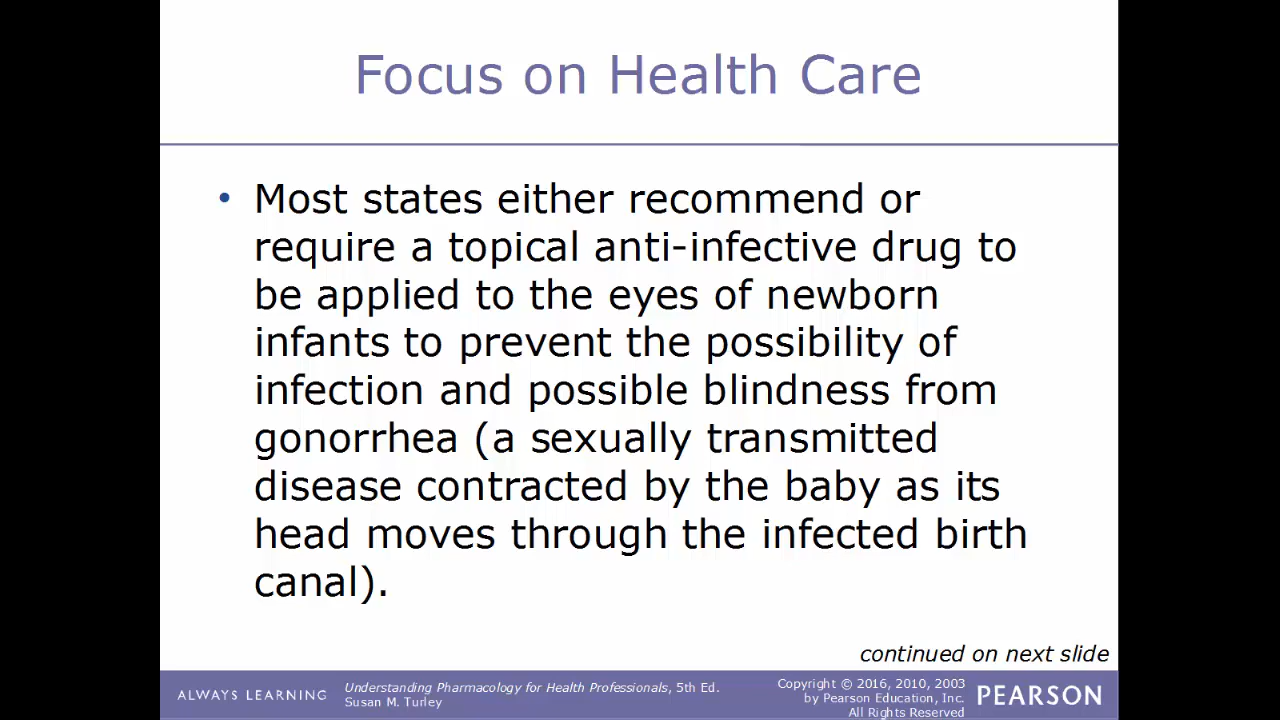 Focus on Health Care
• Most states either recommend or
require a topical anti-infective drug to
be applied to the eyes of newborn
infants to prevent the possibility of
infection and possible blindness from
gonorrhea (a sexually transmitted
disease contracted by the baby as its
head moves through the infected birth
canal).
continued on next slide
ALWAYS LEARNING
Understanding Pharmacology for Health Professionals, 5th Ed.
Susan M. Turley
Copyright © 2016, 2010, 2003
by Pearson Education, Inc.
All Rights Reserved
PEARSON